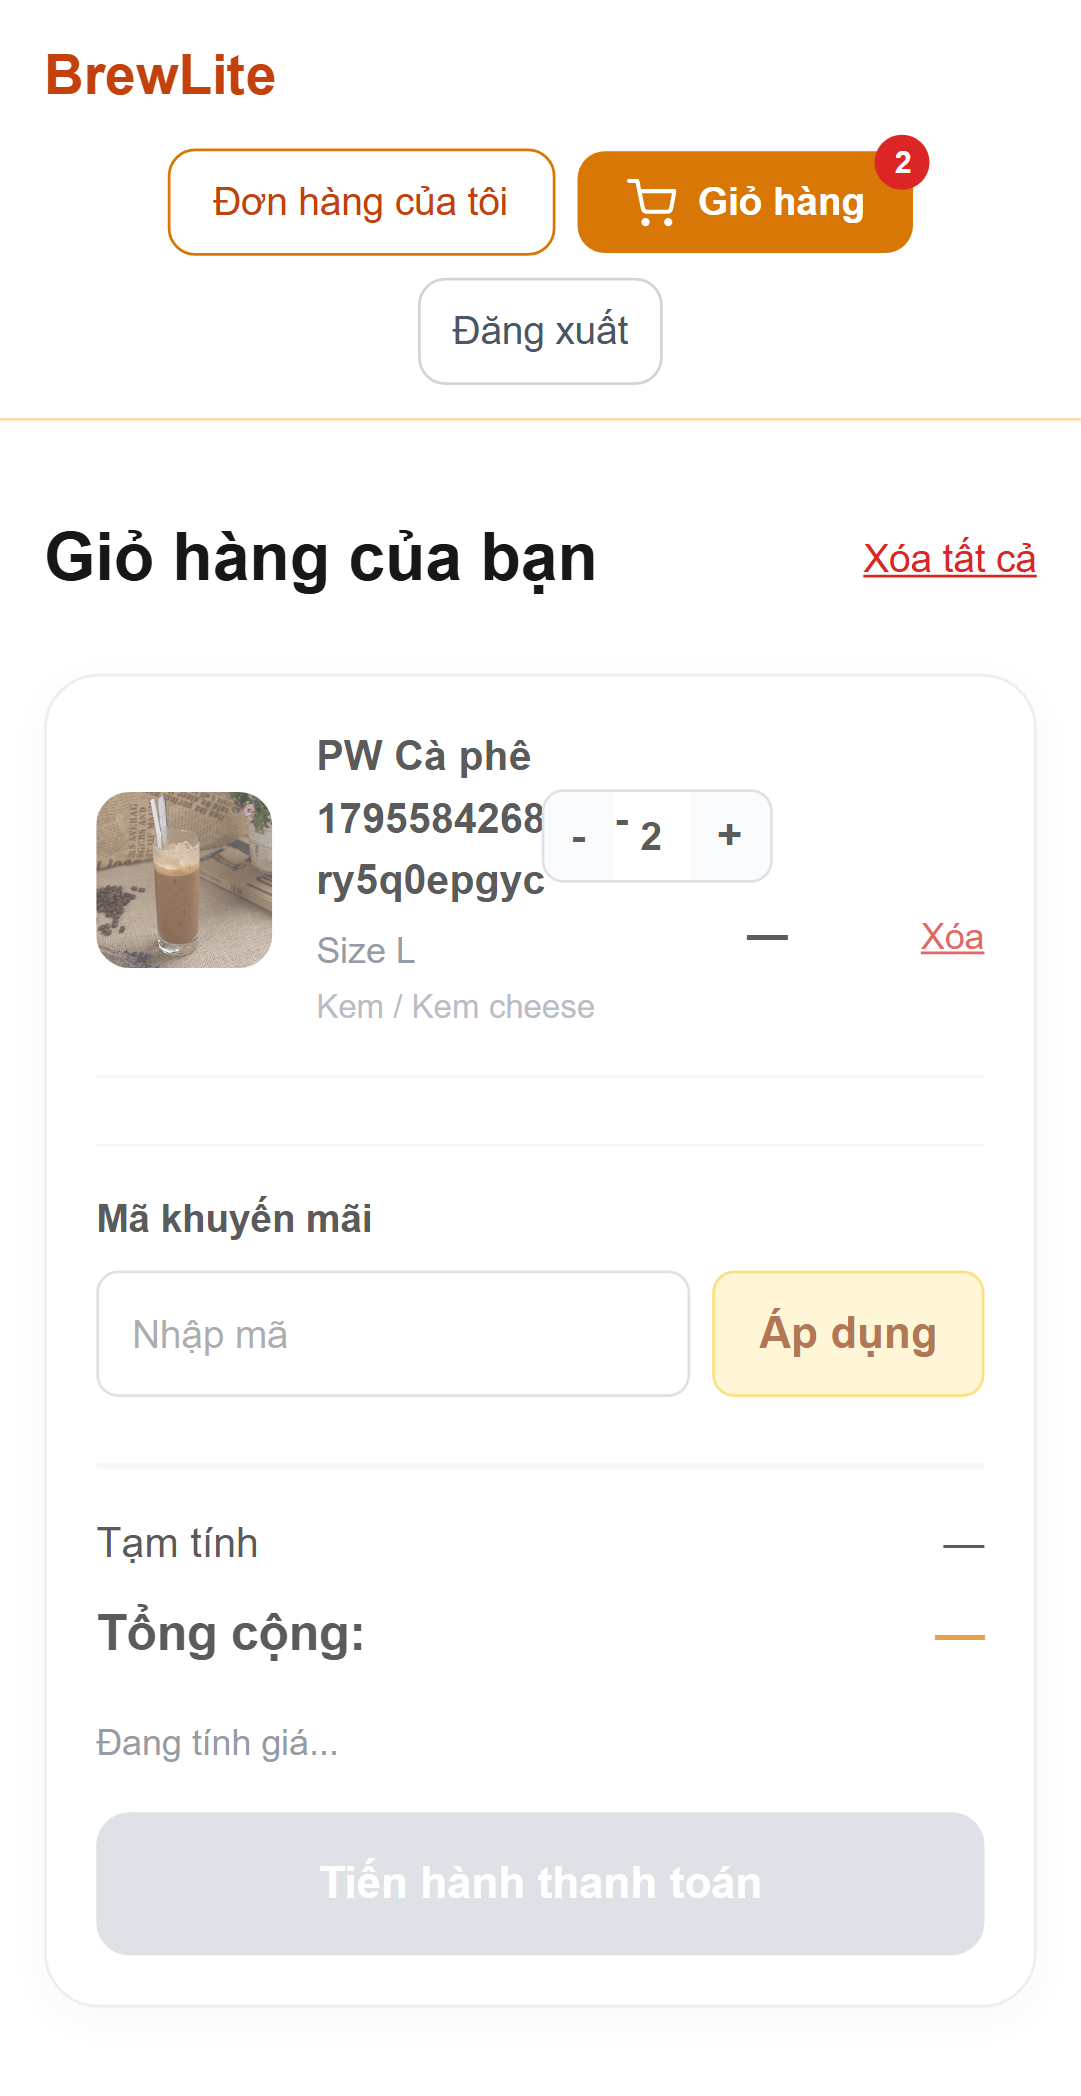 BrewLite
Đơn hàng của tôi
Giỏ hàng
2
Đăng xuất
Giỏ hàng của bạn
Xóa tất cả
PW Cà phê
1795584268
-
ry5q0epgyc
- 2 +
Size L
—
Xóa
Kem / Kem cheese
Mã khuyến mãi
Nhập mã
Áp dụng
Tạm tính —
Tổng cộng: —
Đang tính giá...
Tiến hành thanh toán